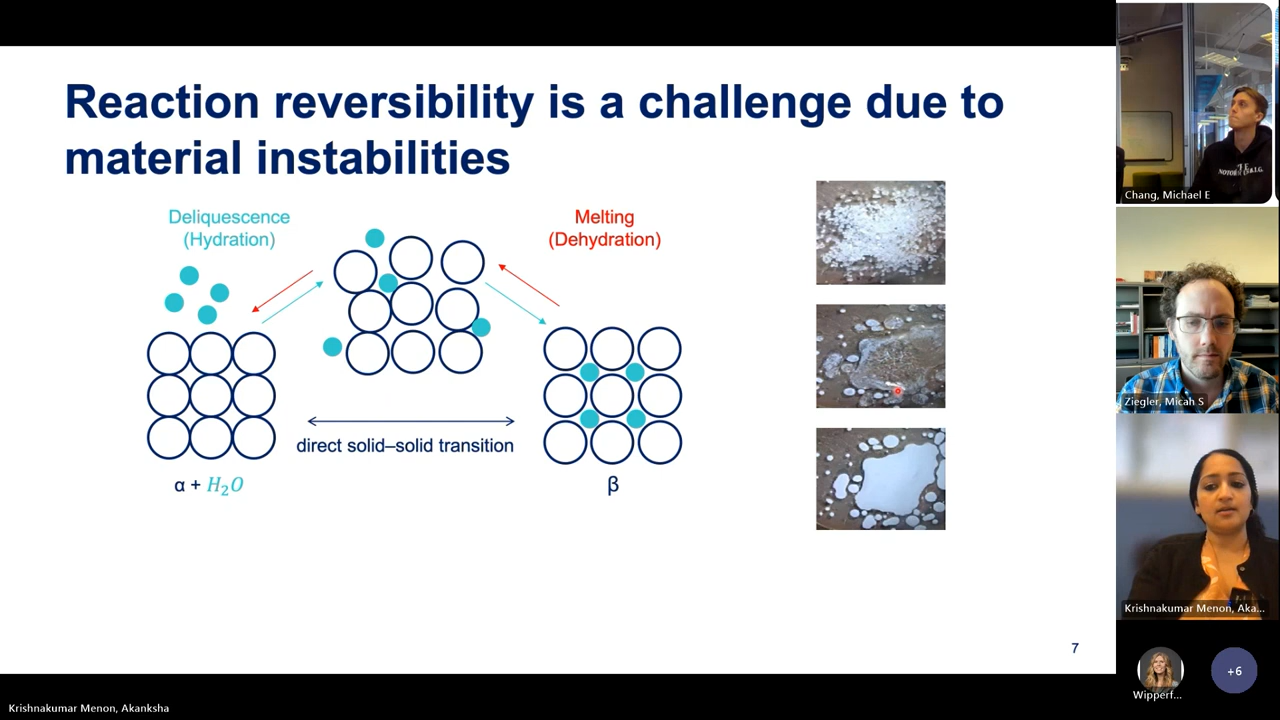 Reaction reversibility is a challenge due to
material instabilities
Deliquescence
(Hydration)
Melting
(Dehydration)
direct solid–solid transition
α + H₂O
β
7
Chang, Michael E
Ziegler, Micah S
Krishnakumar Menon, Aka...
Wipperf...
+6
Krishnakumar Menon, Akanksha